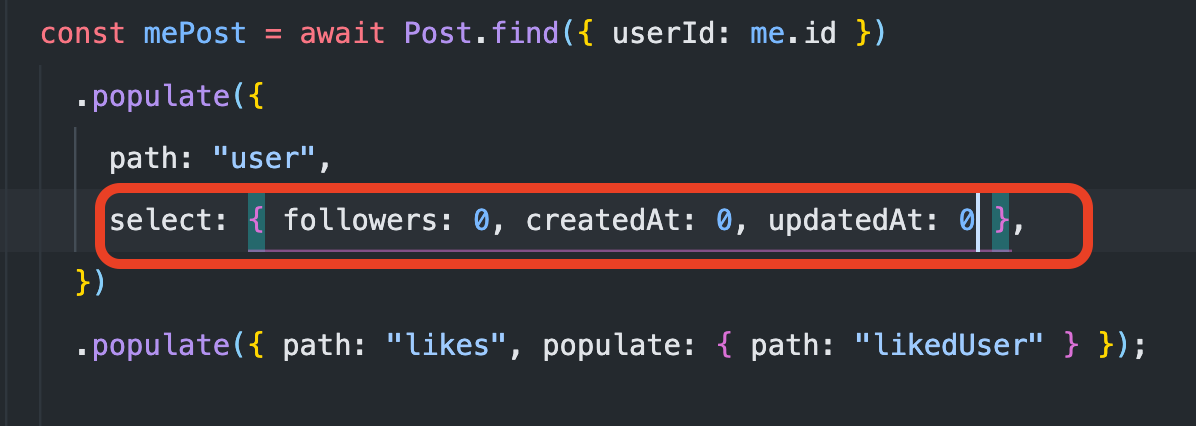 const mePost = await Post.find({ userId: me.id })
.populate({
path: "user",
select: { followers: 0, createdAt: 0, updatedAt: 0 },
})
.populate({ path: "likes", populate: { path: "likedUser" } });